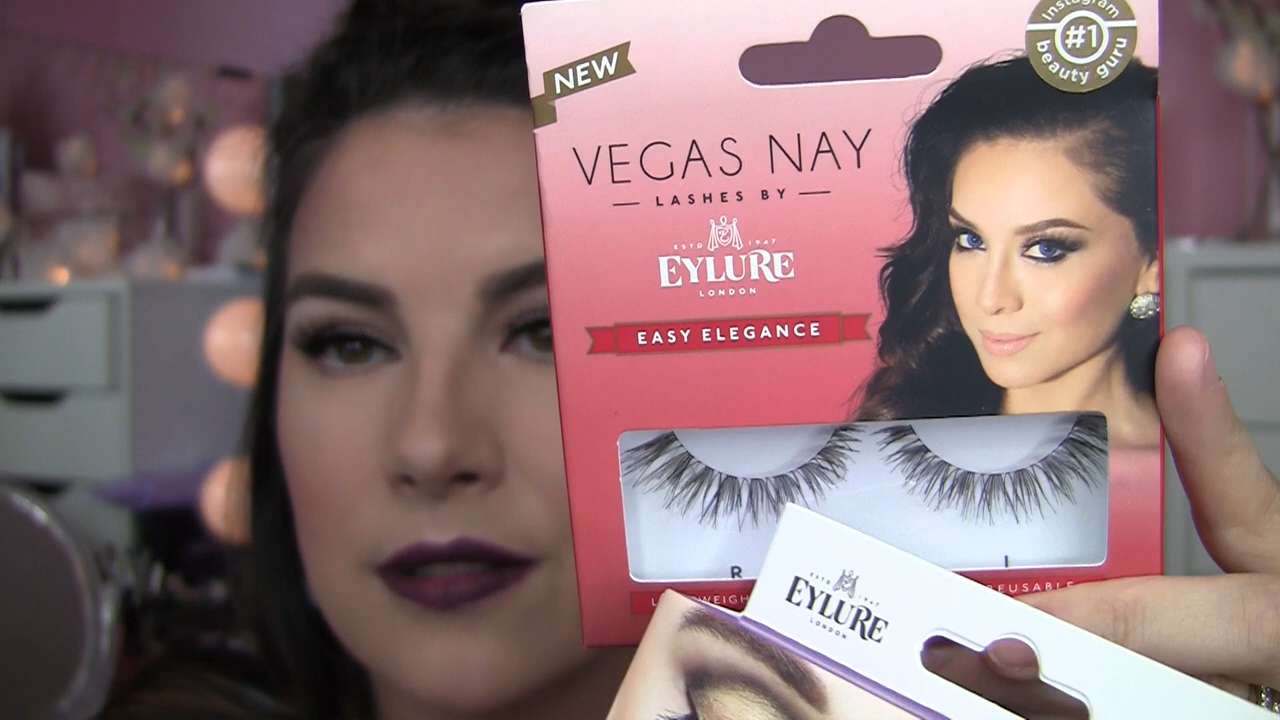 NEW
Instagram
#1
beauty guru
VEGAS NAY
LASHES BY
ESTD 1947
EYLURE
LONDON
EASY ELEGANCE
R
ESTD 1947
EYLURE
LONDON